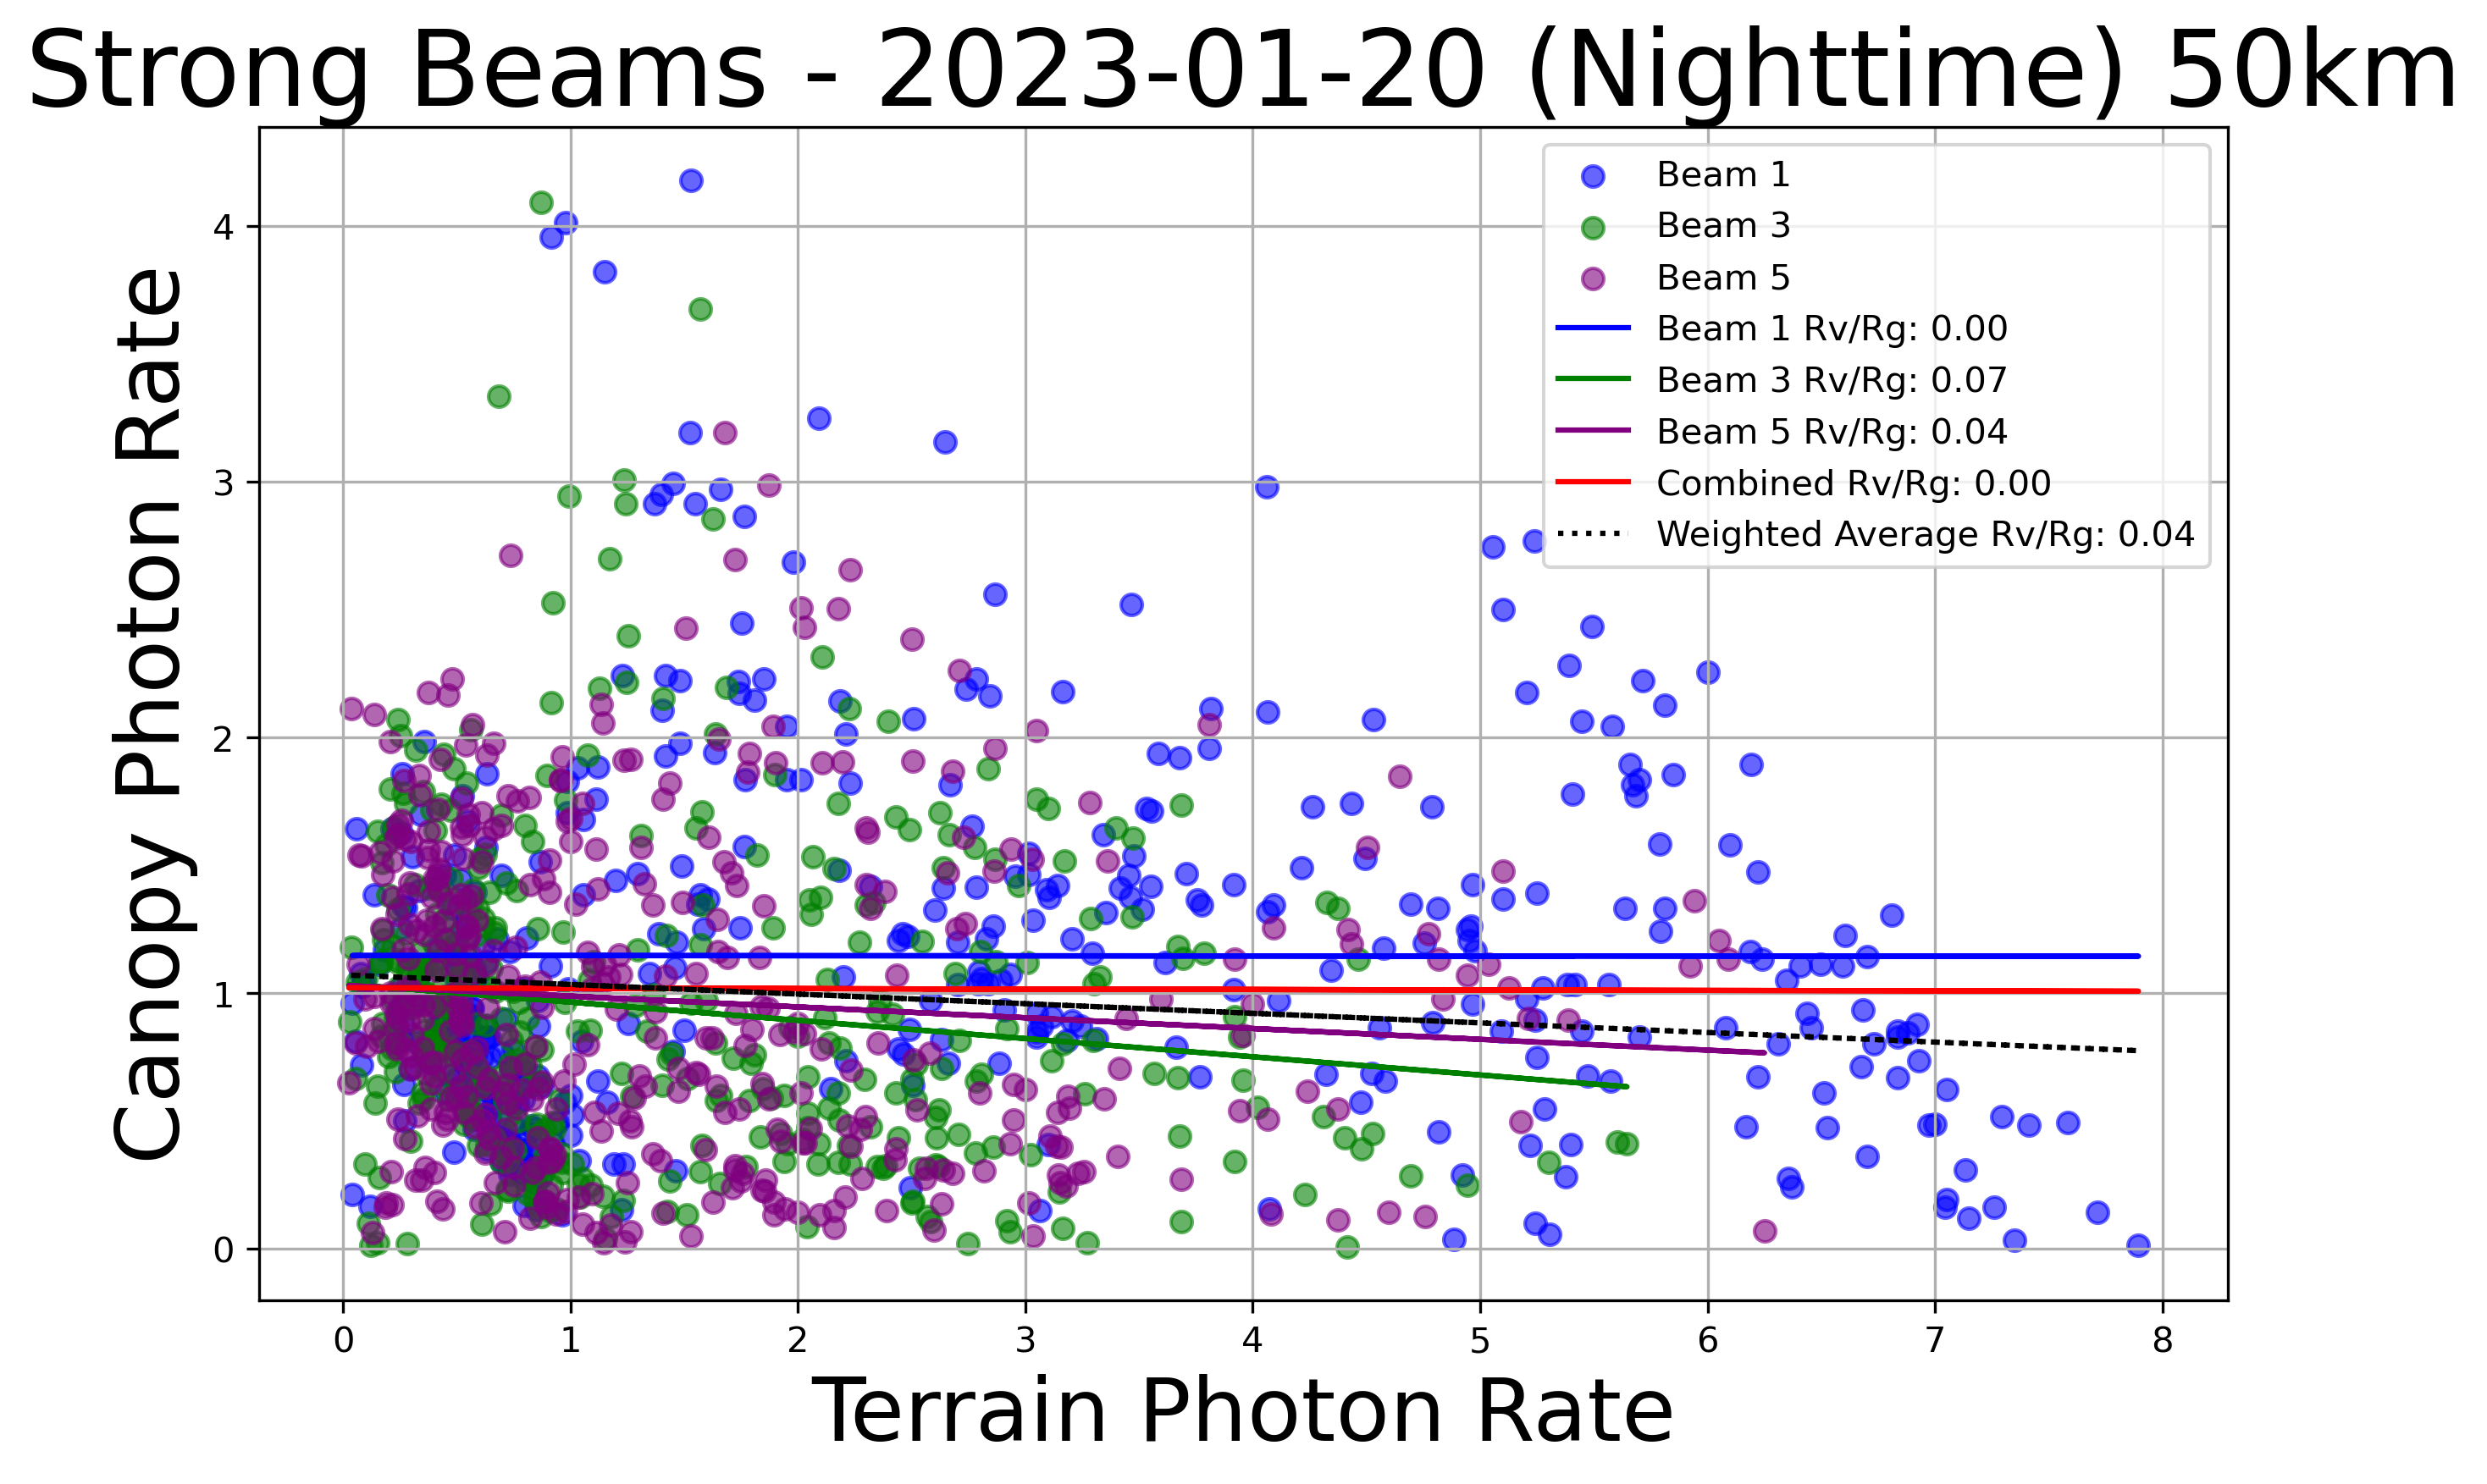 Strong Beams - 2023-01-20 (Nighttime) 50km
Canopy Photon Rate
4
3
2
1
0
Beam 1
Beam 3
Beam 5
Beam 1 Rv/Rg: 0.00
Beam 3 Rv/Rg: 0.07
Beam 5 Rv/Rg: 0.04
Combined Rv/Rg: 0.00
Weighted Average Rv/Rg: 0.04
0 1 2 3 4 5 6 7 8
Terrain Photon Rate